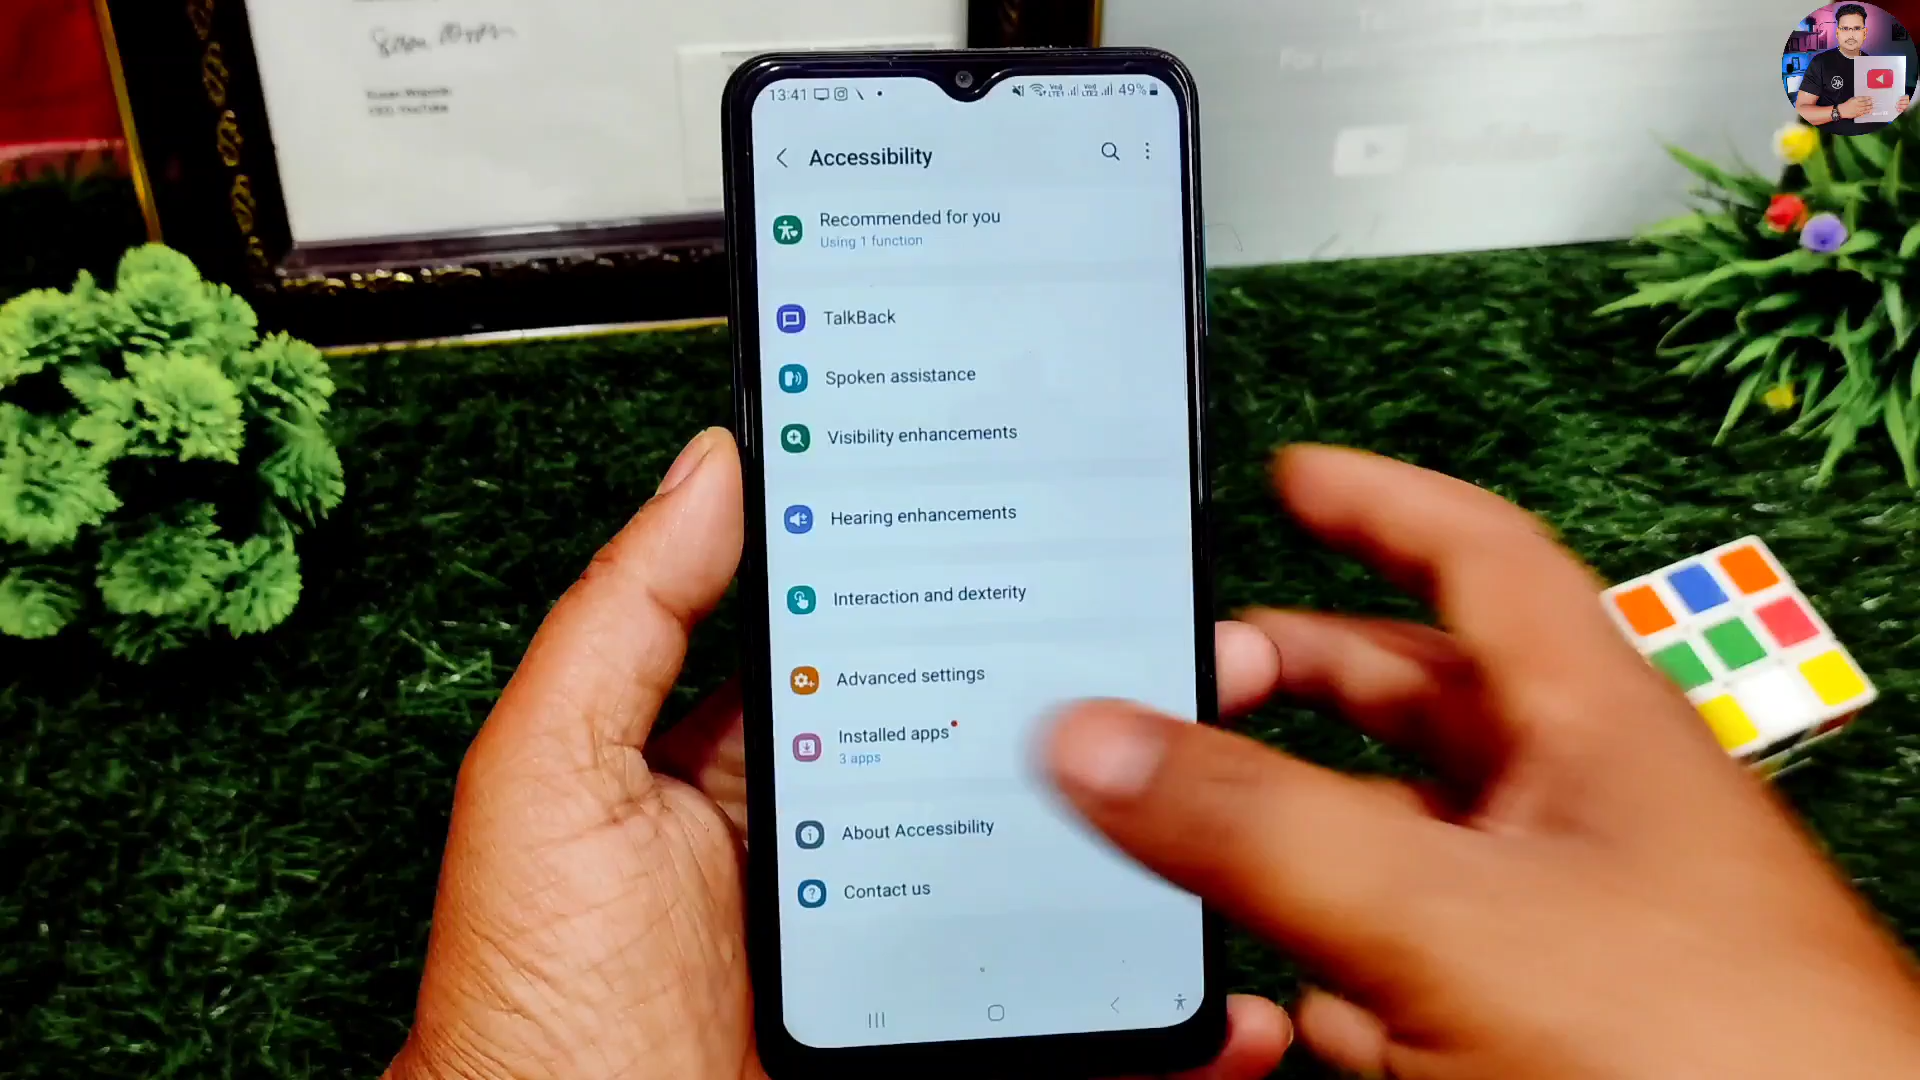 13:41
49%
Accessibility
Recommended for you
Using 1 function
TalkBack
Spoken assistance
Visibility enhancements
Hearing enhancements
Interaction and dexterity
Advanced settings
Installed apps
3 apps
About Accessibility
Contact us